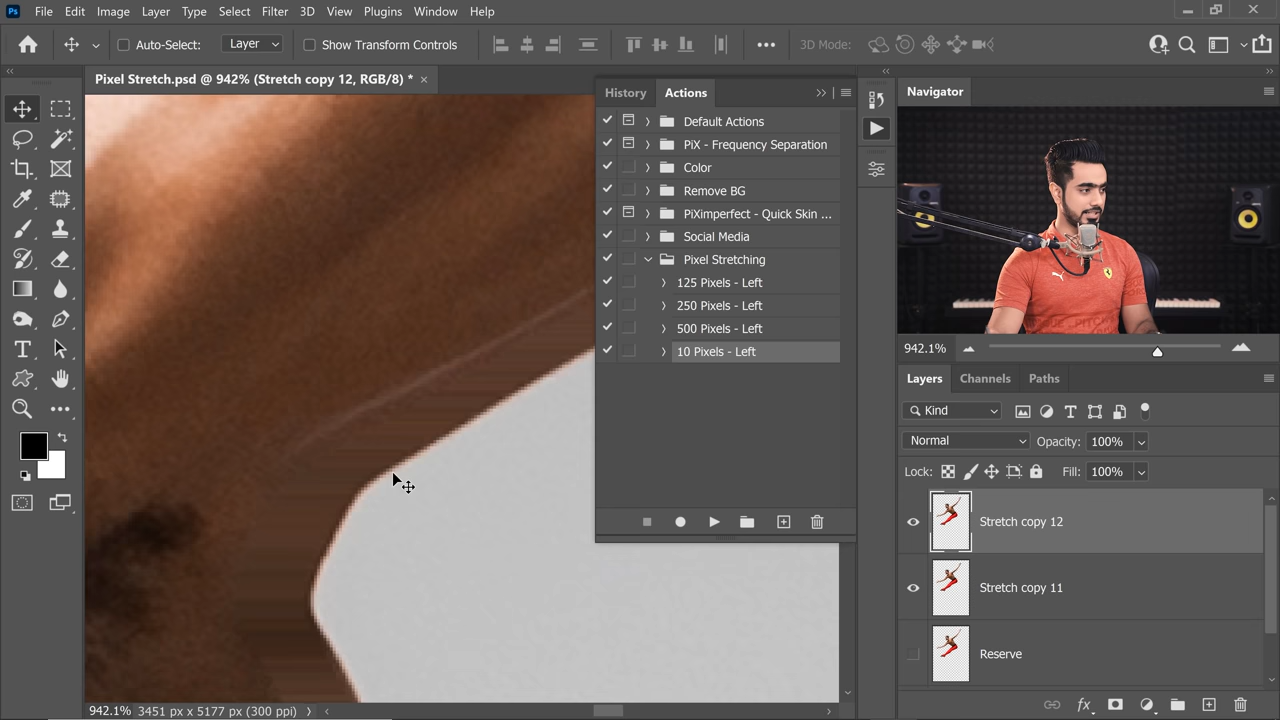 Ps File Edit Image Layer Type Select Filter 3D View Plugins Window Help
Auto-Select: Layer Show Transform Controls 3D Mode:
Pixel Stretch.psd @ 942% (Stretch copy 12, RGB/8) * ×
History Actions
Default Actions
PiX - Frequency Separation
Color
Remove BG
PiXimperfect - Quick Skin ...
Social Media
Pixel Stretching
125 Pixels - Left
250 Pixels - Left
500 Pixels - Left
10 Pixels - Left
Navigator
942.1%
Layers Channels Paths
Kind
Normal Opacity: 100%
Lock: Fill: 100%
Stretch copy 12
Stretch copy 11
Reserve
fx
942.1% 3451 px x 5177 px (300 ppi)